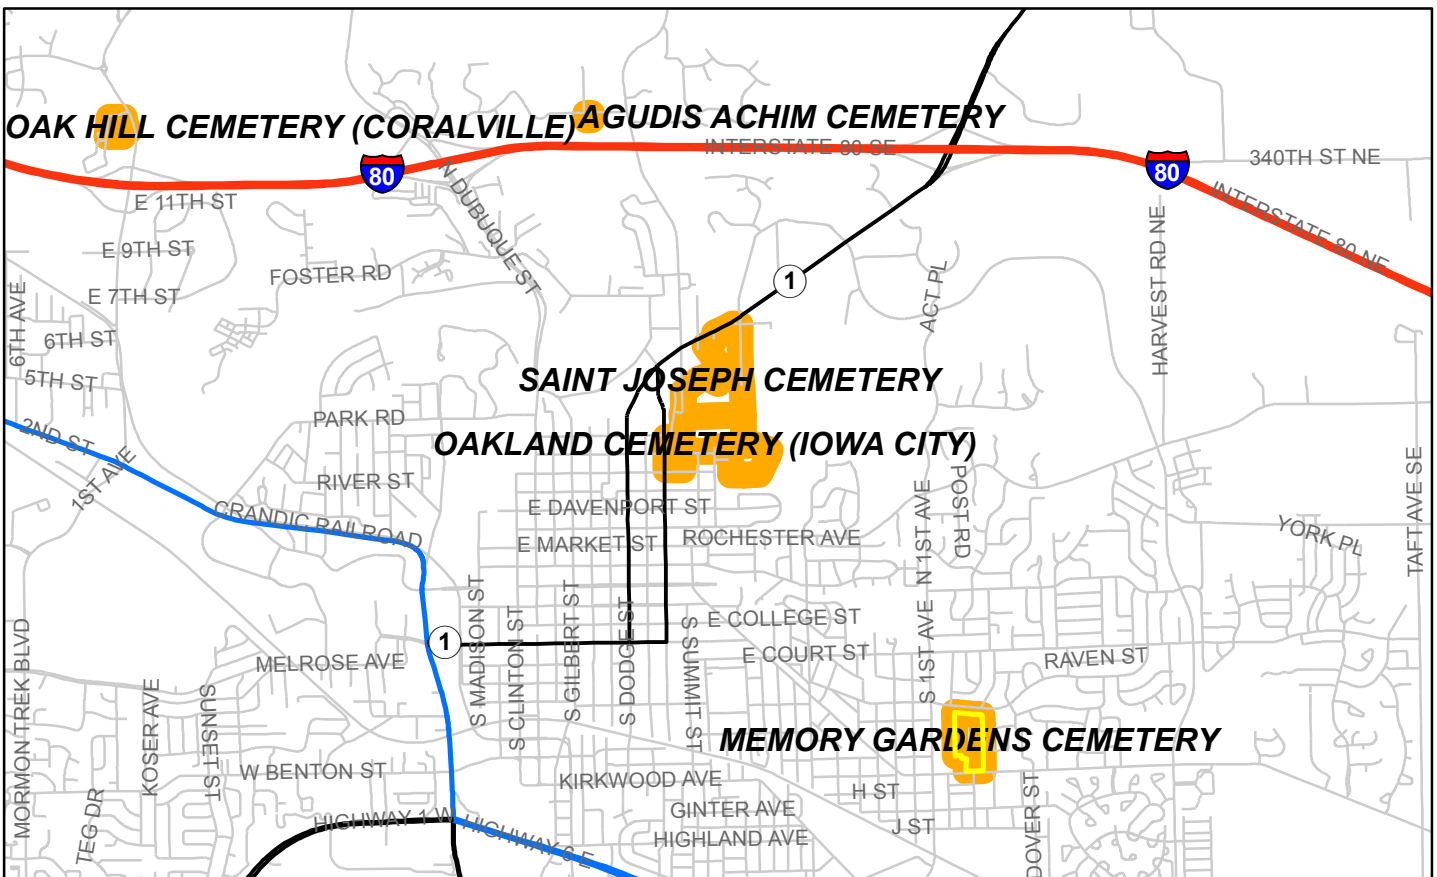 OAK HILL CEMETERY (CORALVILLE)
AGUDIS ACHIM CEMETERY
INTERSTATE 80 SE
340TH ST NE
80
80
N DUBUQUE ST
E 11TH ST
INTERSTATE 80 NE
HARVEST RD NE
E 9TH ST
FOSTER RD
ACT PL
1
E 7TH ST
6TH AVE
6TH ST
5TH ST
SAINT JOSEPH CEMETERY
PARK RD
2ND ST
OAKLAND CEMETERY (IOWA CITY)
1ST AVE
RIVER ST
POST RD
N 1ST AVE
TAFT AVE SE
E DAVENPORT ST
CRANDIC RAILROAD
E MARKET ST
ROCHESTER AVE
YORK PL
S MADISON ST
S CLINTON ST
S GILBERT ST
S DODGE ST
S SUMMIT ST
E COLLEGE ST
S 1ST AVE
1
MORMON TREK BLVD
MELROSE AVE
E COURT ST
RAVEN ST
KOSER AVE
SUNSET ST
MEMORY GARDENS CEMETERY
W BENTON ST
KIRKWOOD AVE
H ST
DOVER ST
TEG DR
HIGHWAY 1 W
HIGHWAY 6 E
GINTER AVE
J ST
HIGHLAND AVE